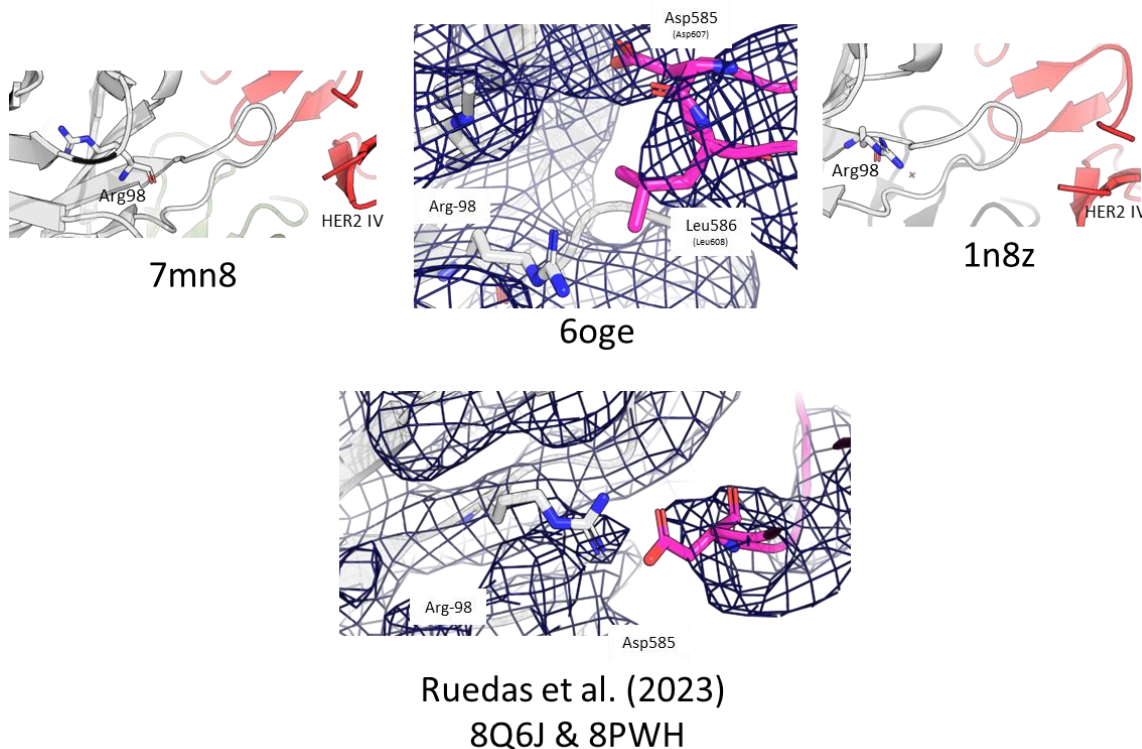 Asp585
(Asp607)
Arg98
HER2 IV
7mn8
Arg-98
Leu586
(Leu608)
6oge
Arg98
HER2 IV
1n8z
Arg-98
Asp585
Ruedas et al. (2023)
8Q6J & 8PWH